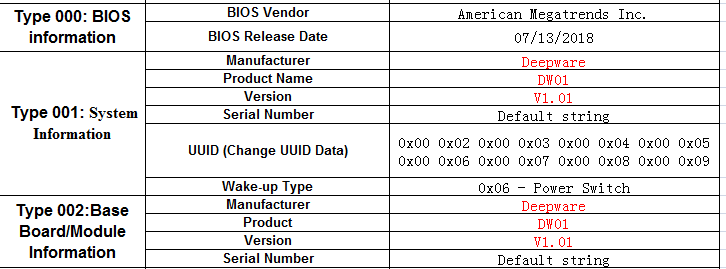 Type 000: BIOS
information
BIOS Vendor
American Megatrends Inc.
BIOS Release Date
07/13/2018
Type 001: System
Information
Manufacturer
Deepware
Product Name
DW01
Version
V1.01
Serial Number
Default string
UUID (Change UUID Data)
0x00 0x02 0x00 0x03 0x00 0x04 0x00 0x05
0x00 0x06 0x00 0x07 0x00 0x08 0x00 0x09
Wake-up Type
0x06 - Power Switch
Type 002:Base
Board/Module
Information
Manufacturer
Deepware
Product
DW01
Version
V1.01
Serial Number
Default string